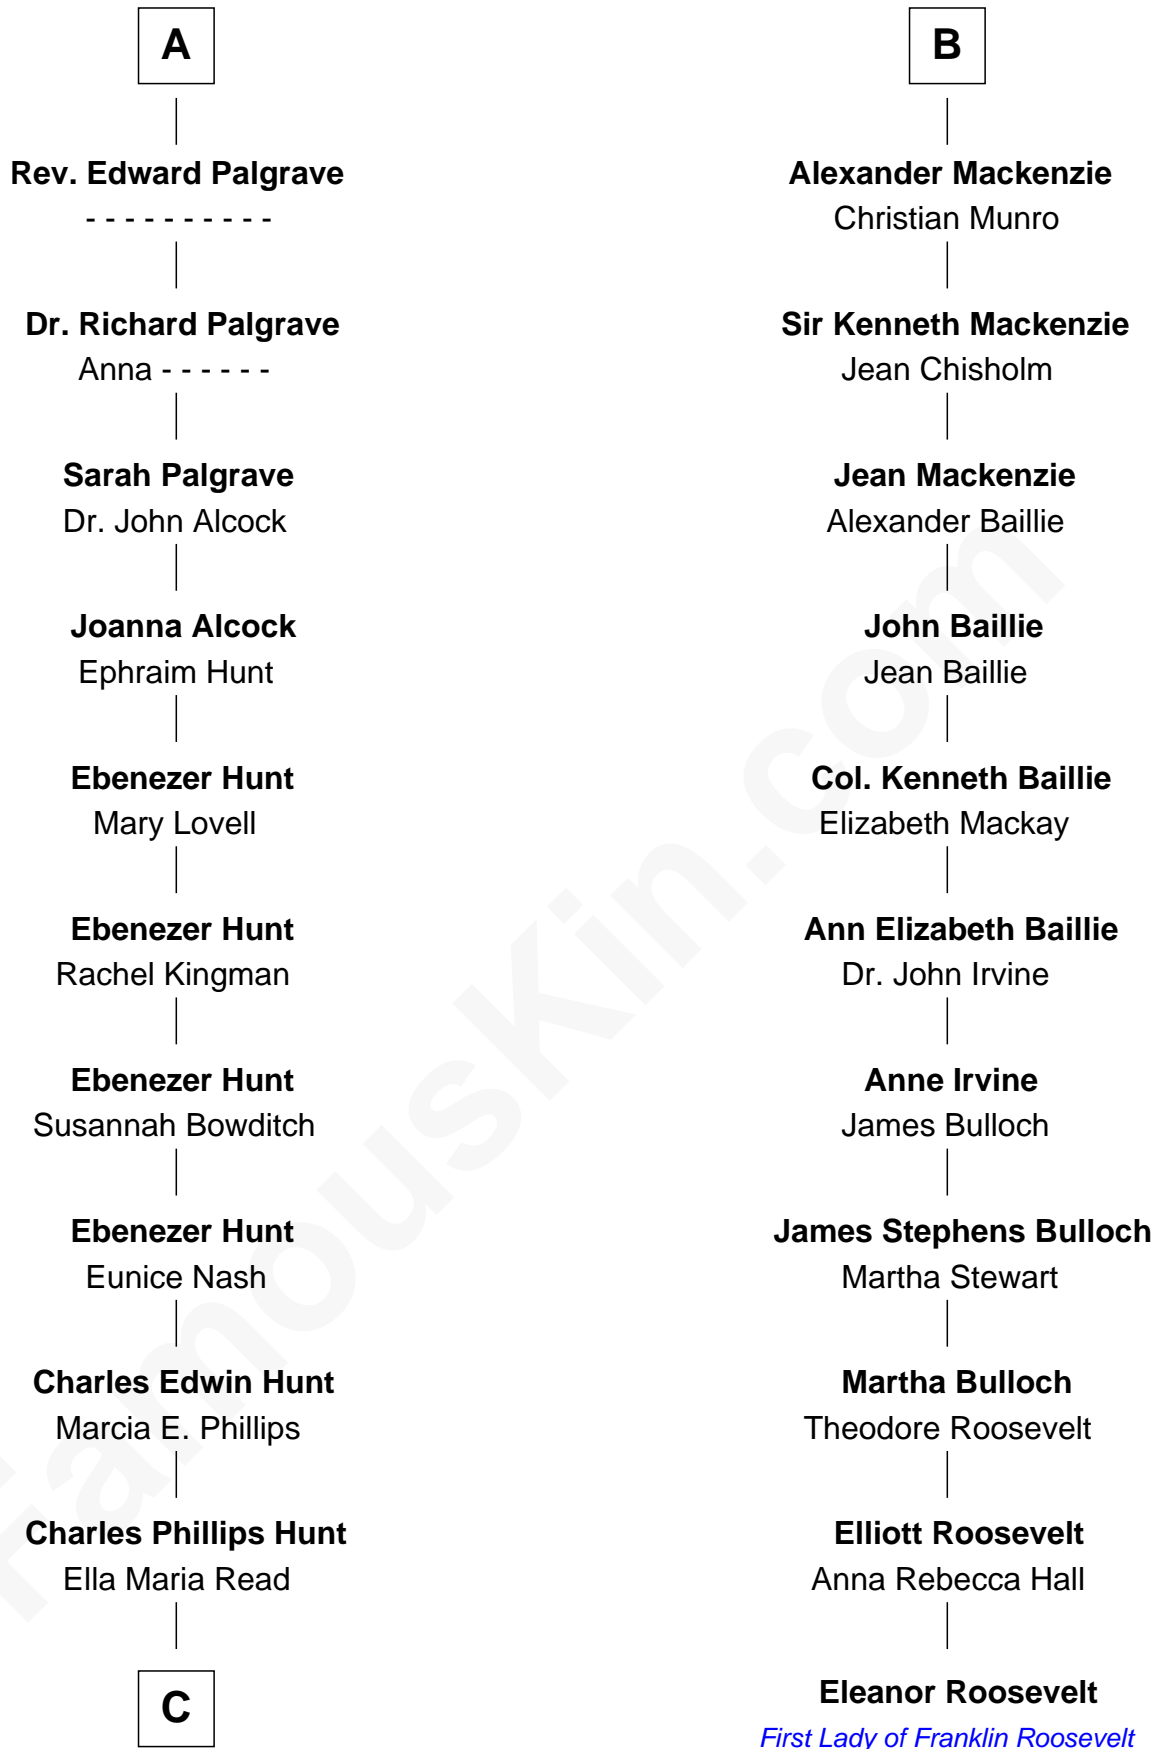 A
Rev. Edward Palgrave
- - - - - - - - - -
Dr. Richard Palgrave
Anna - - - - - -
Sarah Palgrave
Dr. John Alcock
Joanna Alcock
Ephraim Hunt
Ebenezer Hunt
Mary Lovell
Ebenezer Hunt
Rachel Kingman
Ebenezer Hunt
Susannah Bowditch
Ebenezer Hunt
Eunice Nash
Charles Edwin Hunt
Marcia E. Phillips
Charles Phillips Hunt
Ella Maria Read
C
B
Alexander Mackenzie
Christian Munro
Sir Kenneth Mackenzie
Jean Chisholm
Jean Mackenzie
Alexander Baillie
John Baillie
Jean Baillie
Col. Kenneth Baillie
Elizabeth Mackay
Ann Elizabeth Baillie
Dr. John Irvine
Anne Irvine
James Bulloch
James Stephens Bulloch
Martha Stewart
Martha Bulloch
Theodore Roosevelt
Elliott Roosevelt
Anna Rebecca Hall
Eleanor Roosevelt
First Lady of Franklin Roosevelt
FamousKin.com